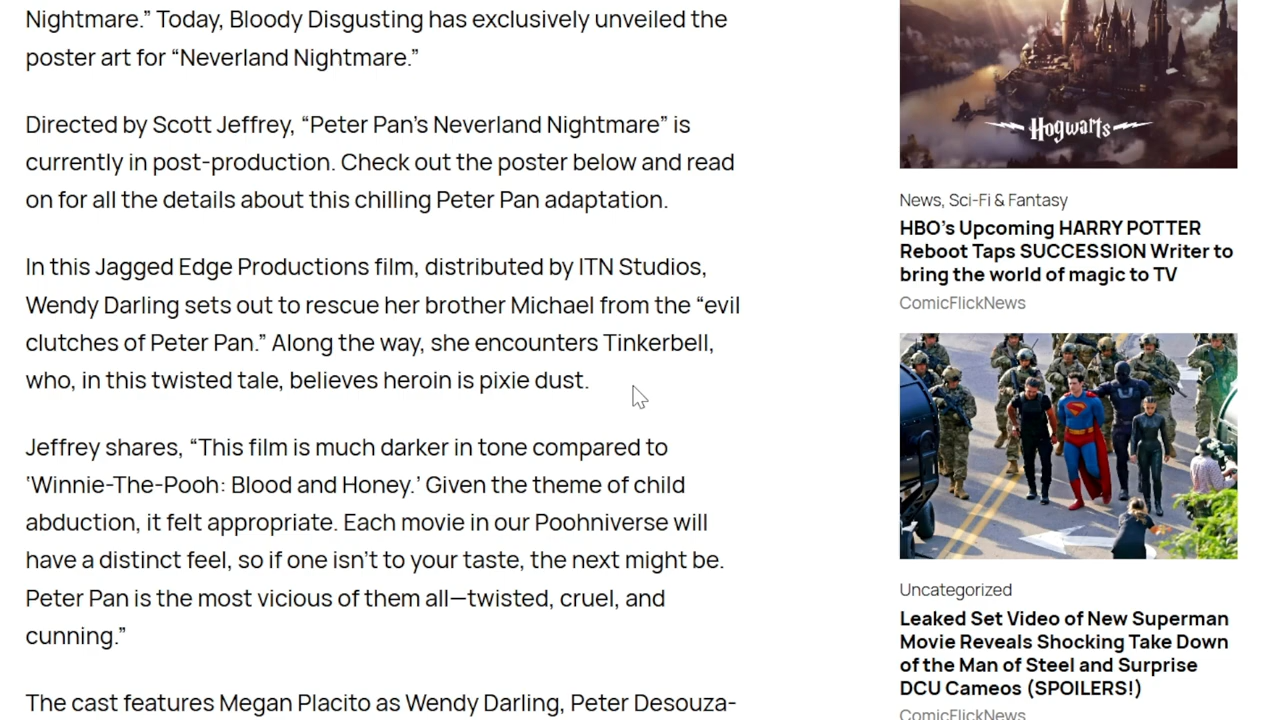 Nightmare.” Today, Bloody Disgusting has exclusively unveiled the
poster art for “Neverland Nightmare.”
Directed by Scott Jeffrey, “Peter Pan’s Neverland Nightmare” is
currently in post-production. Check out the poster below and read
on for all the details about this chilling Peter Pan adaptation.
In this Jagged Edge Productions film, distributed by ITN Studios,
Wendy Darling sets out to rescue her brother Michael from the “evil
clutches of Peter Pan.” Along the way, she encounters Tinkerbell,
who, in this twisted tale, believes heroin is pixie dust.
Jeffrey shares, “This film is much darker in tone compared to
‘Winnie-The-Pooh: Blood and Honey.’ Given the theme of child
abduction, it felt appropriate. Each movie in our Poohniverse will
have a distinct feel, so if one isn’t to your taste, the next might be.
Peter Pan is the most vicious of them all—twisted, cruel, and
cunning.”
The cast features Megan Placito as Wendy Darling, Peter Desouza-
Hogwarts
News, Sci-Fi & Fantasy
HBO’s Upcoming HARRY POTTER
Reboot Taps SUCCESSION Writer to
bring the world of magic to TV
ComicFlickNews
Uncategorized
Leaked Set Video of New Superman
Movie Reveals Shocking Take Down
of the Man of Steel and Surprise
DCU Cameos (SPOILERS!)
ComicFlickNews